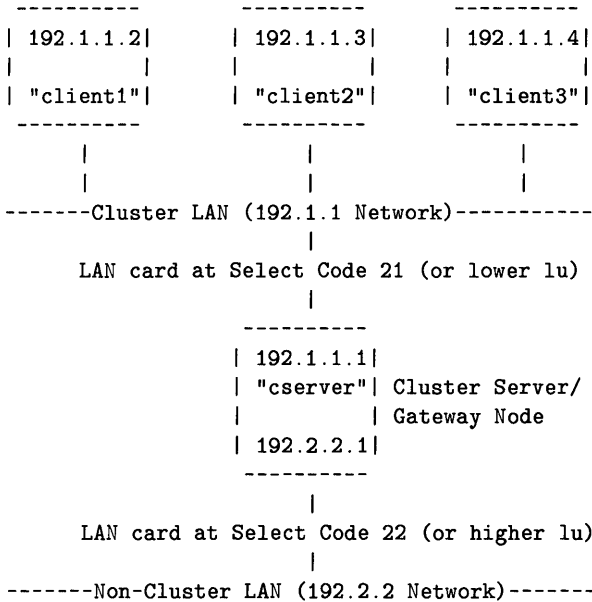 ----------          ----------          ----------
| 192.1.1.2|       | 192.1.1.3|       | 192.1.1.4|
|          |       |          |       |          |
| "client1"|       | "client2"|       | "client3"|
----------          ----------          ----------
|                   |                   |
|                   |                   |
-------Cluster LAN (192.1.1 Network)-----------
|
LAN card at Select Code 21 (or lower lu)
|
----------
| 192.1.1.1|
| "cserver"| Cluster Server/
|          | Gateway Node
| 192.2.2.1|
----------
|
LAN card at Select Code 22 (or higher lu)
|
-------Non-Cluster LAN (192.2.2 Network)-------